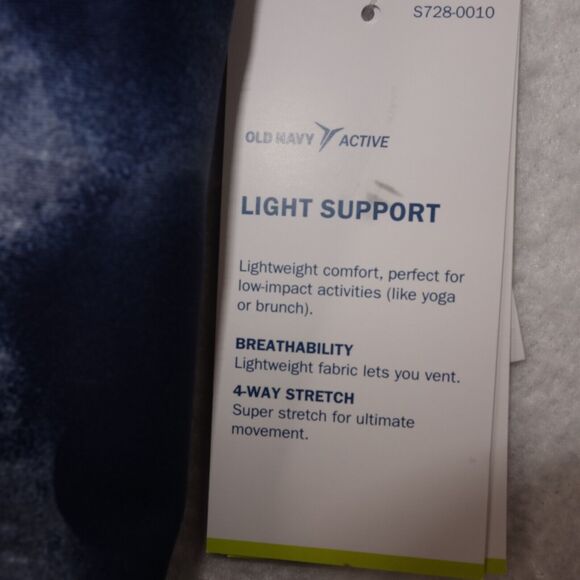 S728-0010
OLD NAVY ACTIVE
LIGHT SUPPORT
Lightweight comfort, perfect for
low-impact activities (like yoga
or brunch).
BREATHABILITY
Lightweight fabric lets you vent.
4-WAY STRETCH
Super stretch for ultimate
movement.